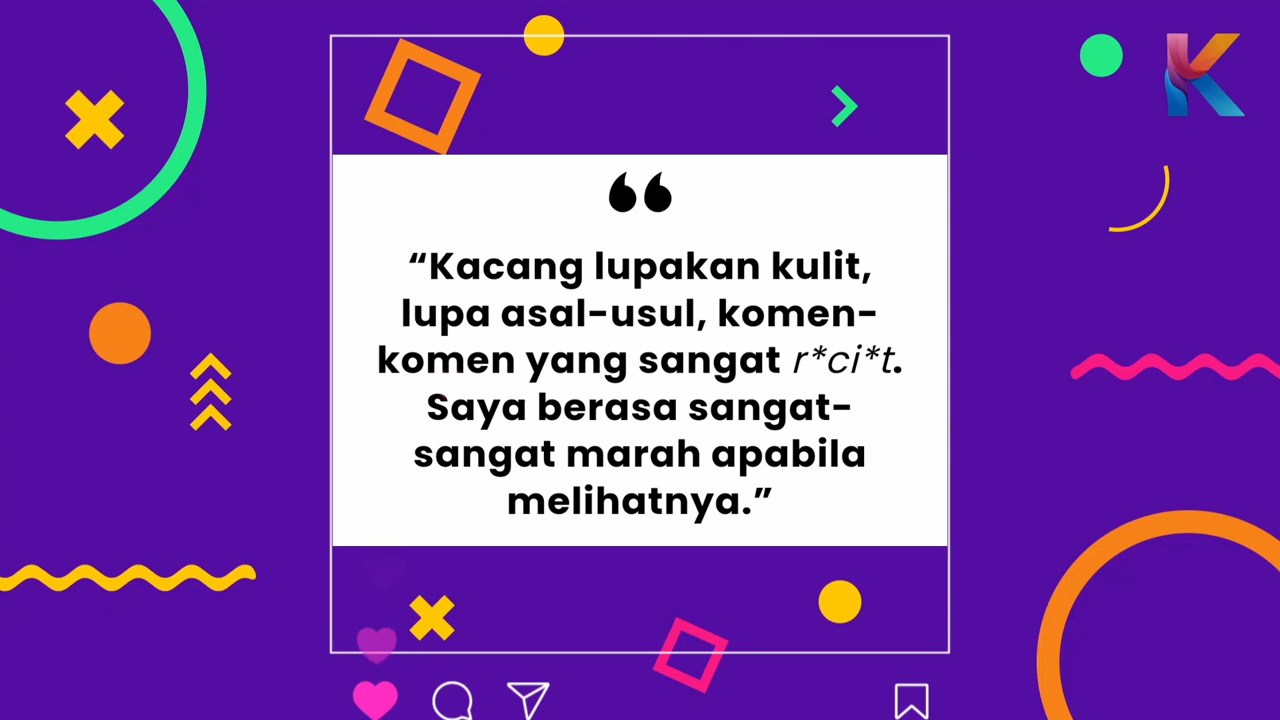 “Kacang lupakan kulit,
lupa asal-usul, komen-
komen yang sangat r*ci*t.
Saya berasa sangat-
sangat marah apabila
melihatnya.”
K